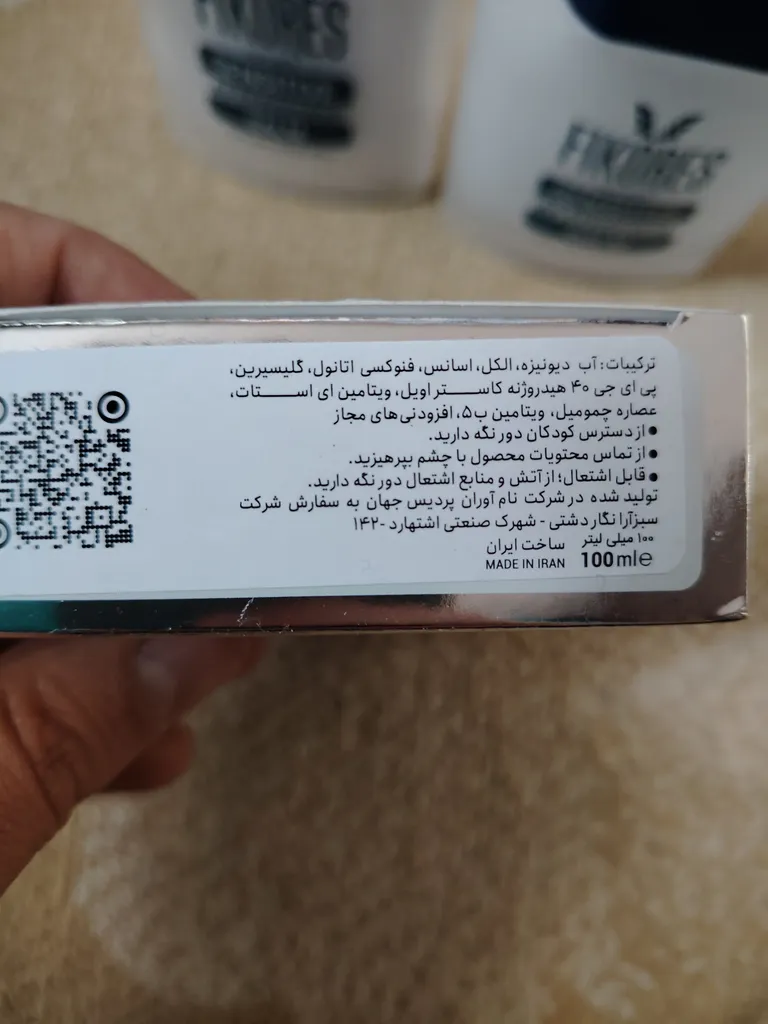 FIKORES
FIKORES
ترکیبات: آب دیونیزه، الکل، اسانس، فنوکسی اتانول، گلیسیرین،
پی ای جی ۴۰ هیدروژنه کاستر اویل، ویتامین ای استات،
عصاره چمومیل، ویتامین ب۵، افزودنی‌های مجاز
● از دسترس کودکان دور نگه دارید.
● از تماس محتویات محصول با چشم بپرهیزید.
● قابل اشتعال؛ از آتش و منابع اشتعال دور نگه دارید.
تولید شده در شرکت نام آوران پردیس جهان به سفارش شرکت
سبزآرا نگار دشتی - شهرک صنعتی اشتهارد -۱۴۲
۱۰۰ میلی لیتر ساخت ایران
100ml℮ MADE IN IRAN